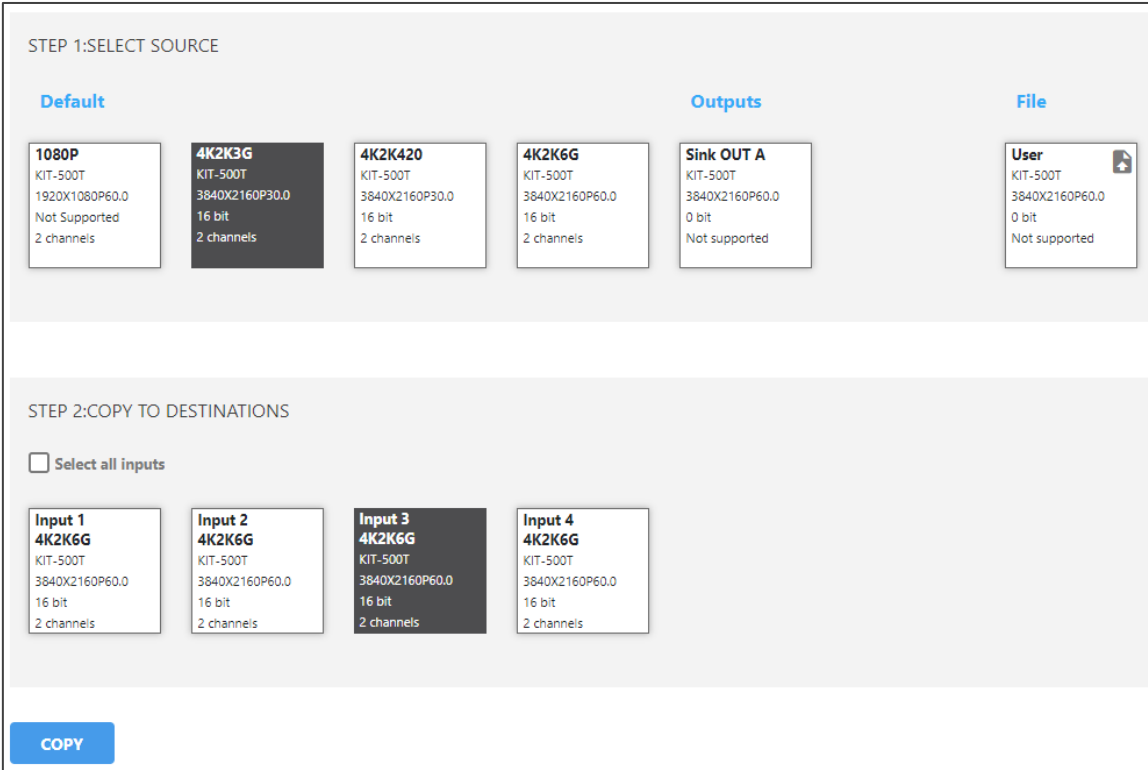 STEP 1:SELECT SOURCE
Default
Outputs
File
1080P
KIT-500T
1920X1080P60.0
Not Supported
2 channels
4K2K3G
KIT-500T
3840X2160P30.0
16 bit
2 channels
4K2K420
KIT-500T
3840X2160P30.0
16 bit
2 channels
4K2K6G
KIT-500T
3840X2160P60.0
16 bit
2 channels
Sink OUT A
KIT-500T
3840X2160P60.0
0 bit
Not supported
User
KIT-500T
3840X2160P60.0
0 bit
Not supported
STEP 2:COPY TO DESTINATIONS
Select all inputs
Input 1
4K2K6G
KIT-500T
3840X2160P60.0
16 bit
2 channels
Input 2
4K2K6G
KIT-500T
3840X2160P60.0
16 bit
2 channels
Input 3
4K2K6G
KIT-500T
3840X2160P60.0
16 bit
2 channels
Input 4
4K2K6G
KIT-500T
3840X2160P60.0
16 bit
2 channels
COPY